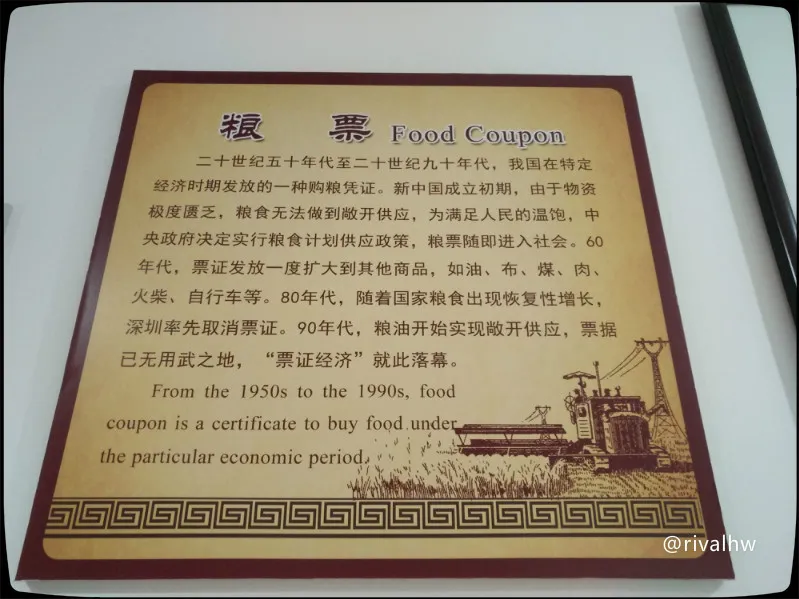 粮 票 Food Coupon
二十世纪五十年代至二十世纪九十年代，我国在特定
经济时期发放的一种购粮凭证。新中国成立初期，由于物资
极度匮乏，粮食无法做到敞开供应，为满足人民的温饱，中
央政府决定实行粮食计划供应政策，粮票随即进入社会。60
年代，票证发放一度扩大到其他商品，如油、布、煤、肉、
火柴、自行车等。80年代，随着国家粮食出现恢复性增长，
深圳率先取消票证。90年代，粮油开始实现敞开供应，票据
已无用武之地，“票证经济”就此落幕。
From the 1950s to the 1990s, food
coupon is a certificate to buy food under
the particular economic period.
@rivalhw